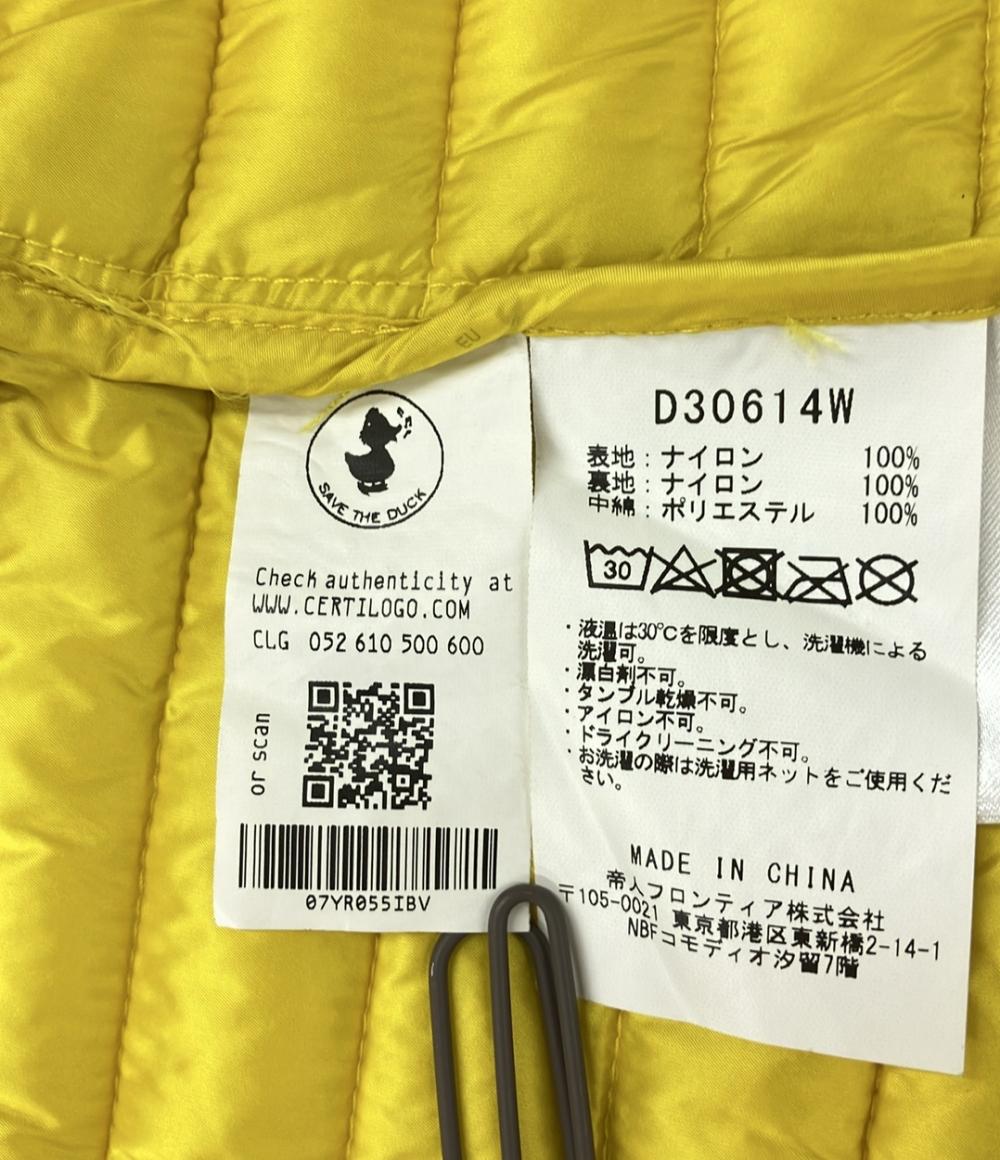 EU
SAVE THE DUCK
Check authenticity at
WWW.CERTILOGO.COM
CLG 052 610 500 600
or scan
07YR055IBV
D30614W
表地：ナイロン 100%
裏地：ナイロン 100%
中綿：ポリエステル 100%
30
・液温は30℃を限度とし、洗濯機による
洗濯可。
・漂白剤不可。
・タンブル乾燥不可。
・アイロン不可。
・ドライクリーニング不可。
・お洗濯の際は洗濯用ネットをご使用くだ
さい。
MADE IN CHINA
帝人フロンティア株式会社
〒105-0021 東京都港区東新橋2-14-1
NBFコモディオ汐留7階